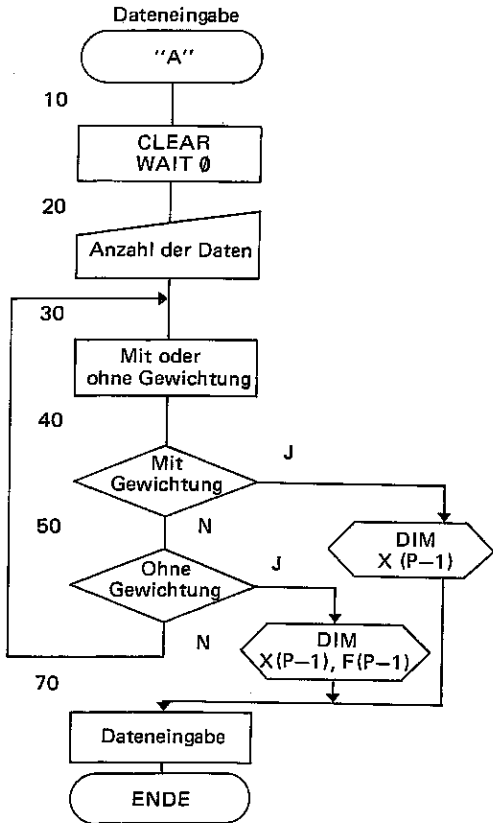 Dateneingabe
"A"
10
CLEAR
WAIT Ø
20
Anzahl der Daten
30
Mit oder
ohne Gewichtung
40
Mit
Gewichtung
J
50
N
DIM
X (P–1)
Ohne
Gewichtung
J
N
DIM
X(P–1), F(P–1)
70
Dateneingabe
ENDE